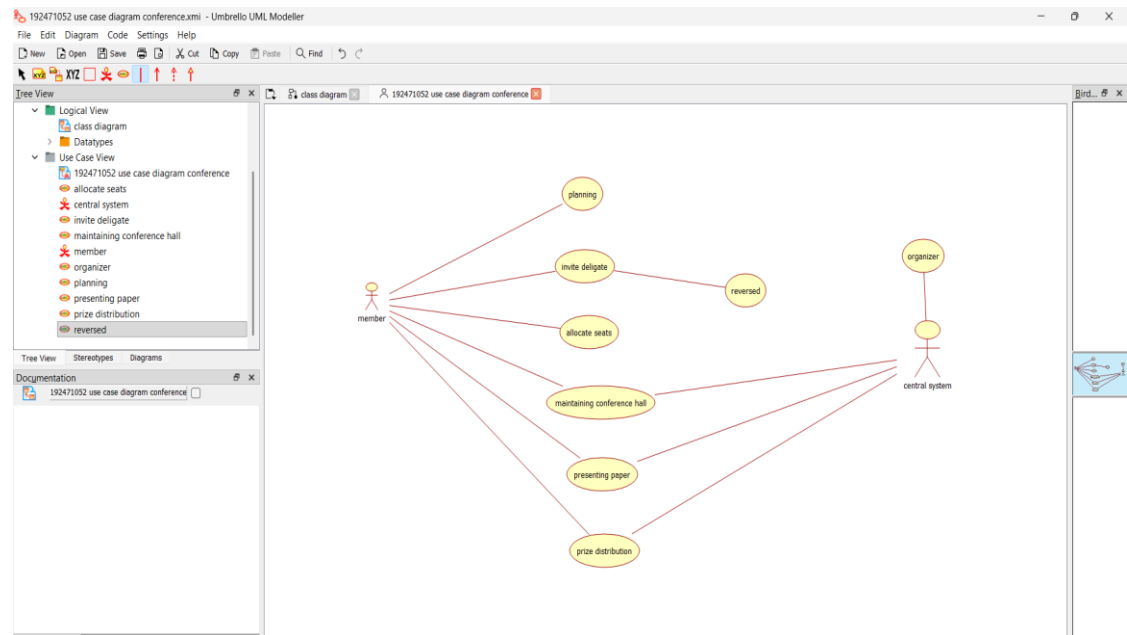 192471052 use case diagram conference.xmi - Umbrello UML Modeller
File Edit Diagram Code Settings Help
New Open Save Cut Copy Paste Find
XYZ XYZ
Tree View
class diagram
192471052 use case diagram conference
Bird...
Logical View
class diagram
Datatypes
Use Case View
192471052 use case diagram conference
allocate seats
central system
invite deligate
maintaining conference hall
member
organizer
planning
presenting paper
prize distribution
reversed
Tree View Stereotypes Diagrams
Documentation
192471052 use case diagram conference
planning
invite deligate
reversed
organizer
member
allocate seats
central system
maintaining conference hall
presenting paper
prize distribution